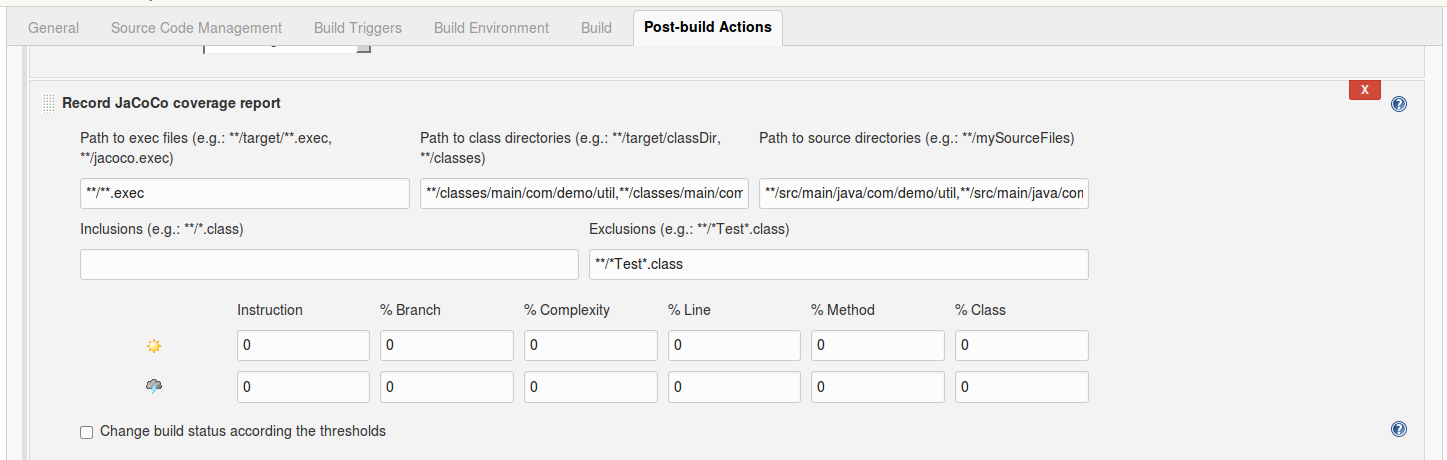 General Source Code Management Build Triggers Build Environment Build Post-build Actions
Record JaCoCo coverage report X ?
Path to exec files (e.g.: **/target/**.exec, Path to class directories (e.g.: **/target/classDir, Path to source directories (e.g.: **/mySourceFiles)
**/jacoco.exec) **/classes)
**/**.exec **/classes/main/com/demo/util,**/classes/main/com **/src/main/java/com/demo/util,**/src/main/java/con
Inclusions (e.g.: **/*.class) Exclusions (e.g.: **/*Test*.class)
**/*Test*.class
Instruction % Branch % Complexity % Line % Method % Class
0 0 0 0 0 0
0 0 0 0 0 0
Change build status according the thresholds ?